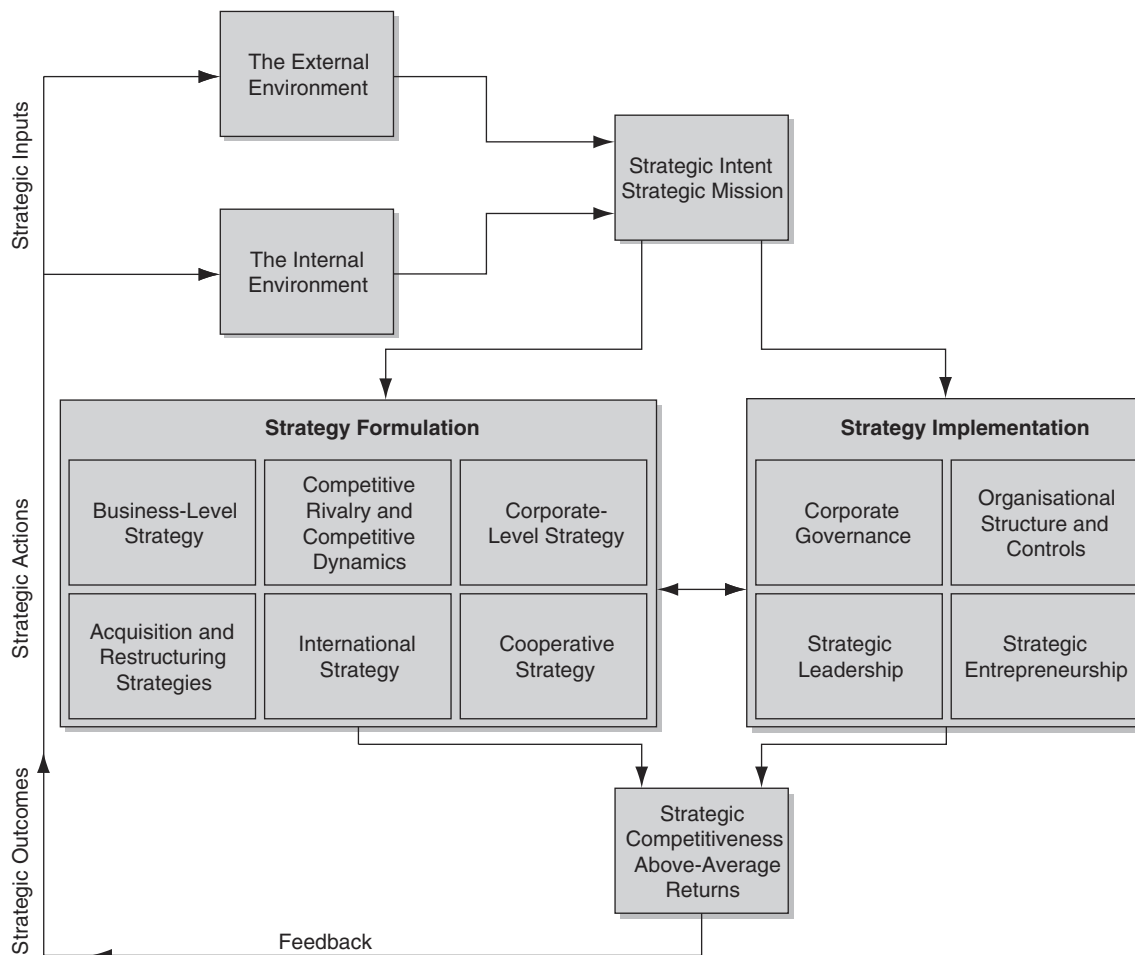 Strategic Inputs
The External
Environment
The Internal
Environment
Strategic Intent
Strategic Mission
Strategic Actions
Strategy Formulation
Business-Level
Strategy
Competitive
Rivalry and
Competitive
Dynamics
Corporate-
Level Strategy
Acquisition and
Restructuring
Strategies
International
Strategy
Cooperative
Strategy
Strategy Implementation
Corporate
Governance
Organisational
Structure and
Controls
Strategic
Leadership
Strategic
Entrepreneurship
Strategic Outcomes
Strategic
Competitiveness
Above-Average
Returns
Feedback